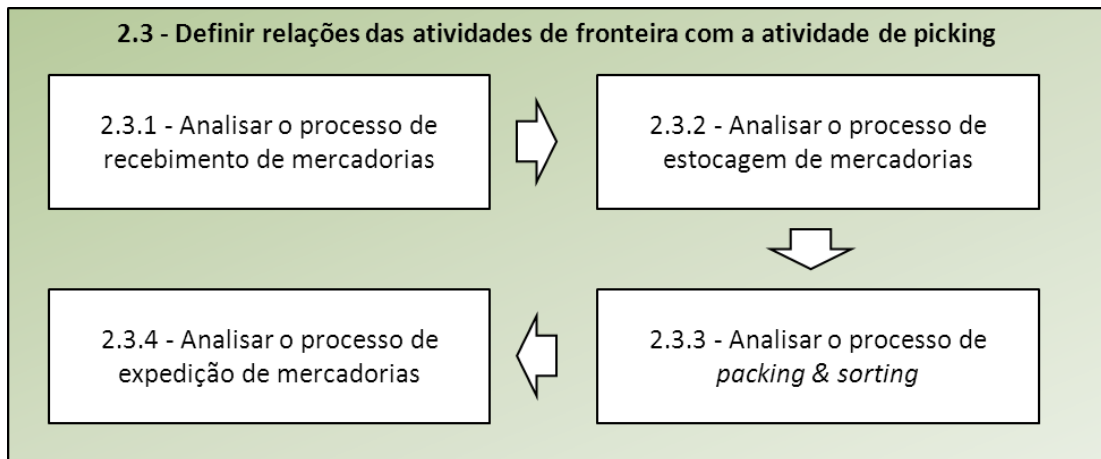 2.3 - Definir relações das atividades de fronteira com a atividade de picking
2.3.1 - Analisar o processo de
recebimento de mercadorias
2.3.2 - Analisar o processo de
estocagem de mercadorias
2.3.3 - Analisar o processo de
packing & sorting
2.3.4 - Analisar o processo de
expedição de mercadorias